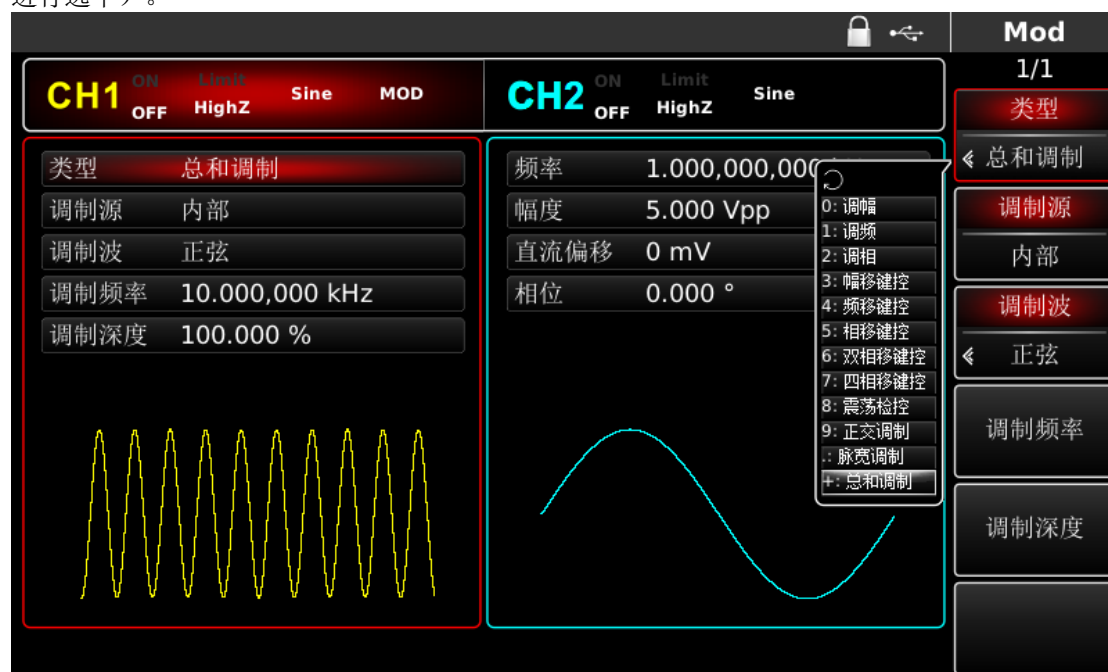 进行选中）。
Mod
1/1
CH1 ON OFF Limit HighZ Sine MOD
CH2 ON OFF Limit HighZ Sine
类型 总和调制
调制源 内部
调制波 正弦
调制频率 10.000,000 kHz
调制深度 100.000 %
频率 1.000,000,000
幅度 5.000 Vpp
直流偏移 0 mV
相位 0.000 °
0: 调幅
1: 调频
2: 调相
3: 幅移键控
4: 频移键控
5: 相移键控
6: 双相移键控
7: 四相移键控
8: 震荡检控
9: 正交调制
.: 脉宽调制
+: 总和调制
类型
总和调制
调制源
内部
调制波
正弦
调制频率
调制深度